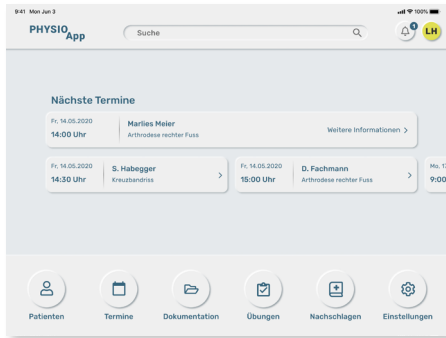 9:41 Mon Jun 3
100%
PHYSIO
App
Suche
LH
Nächste Termine
Fr, 14.05.2020
14:00 Uhr
Marlies Meier
Arthrodese rechter Fuss
Weitere Informationen >
Fr, 14.05.2020
14:30 Uhr
S. Habegger
Kreuzbandriss
Fr, 14.05.2020
15:00 Uhr
D. Fachmann
Arthrodese rechter Fuss
9:00
Patienten
Termine
Dokumentation
Übungen
Nachschlagen
Einstellungen